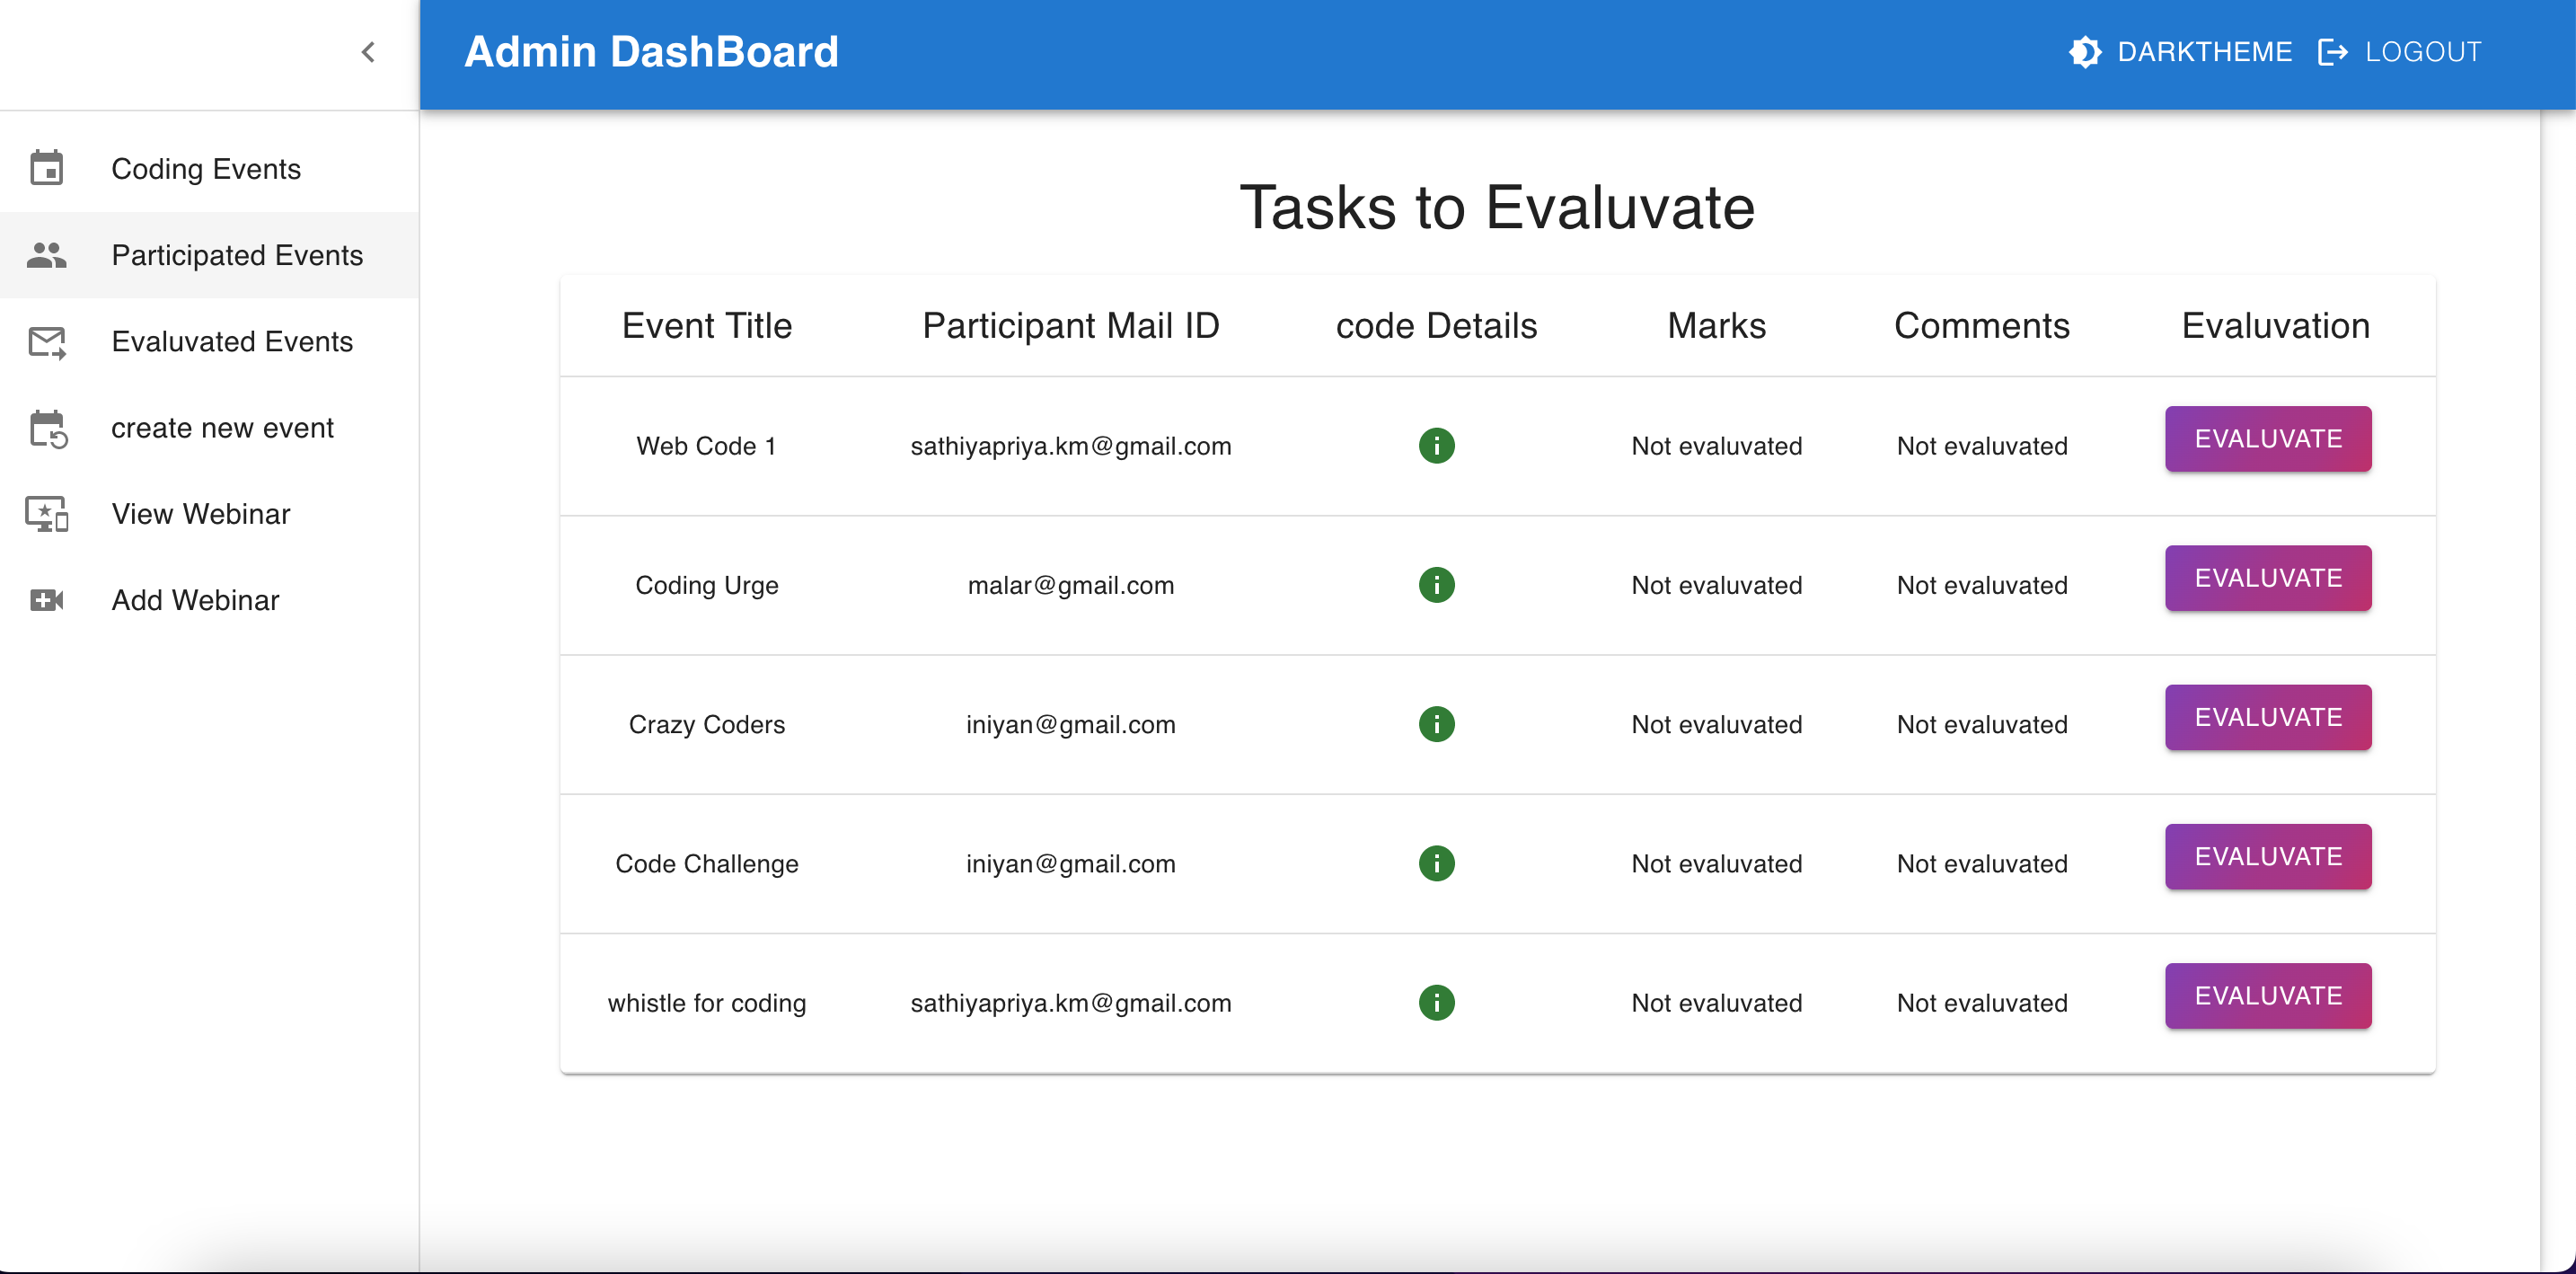 Admin DashBoard
DARKTHEME
LOGOUT
Coding Events
Participated Events
Evaluvated Events
create new event
View Webinar
Add Webinar
Tasks to Evaluvate
Event Title Participant Mail ID code Details Marks Comments Evaluvation
Web Code 1 sathiyapriya.km@gmail.com Not evaluvated Not evaluvated EVALUVATE
Coding Urge malar@gmail.com Not evaluvated Not evaluvated EVALUVATE
Crazy Coders iniyan@gmail.com Not evaluvated Not evaluvated EVALUVATE
Code Challenge iniyan@gmail.com Not evaluvated Not evaluvated EVALUVATE
whistle for coding sathiyapriya.km@gmail.com Not evaluvated Not evaluvated EVALUVATE